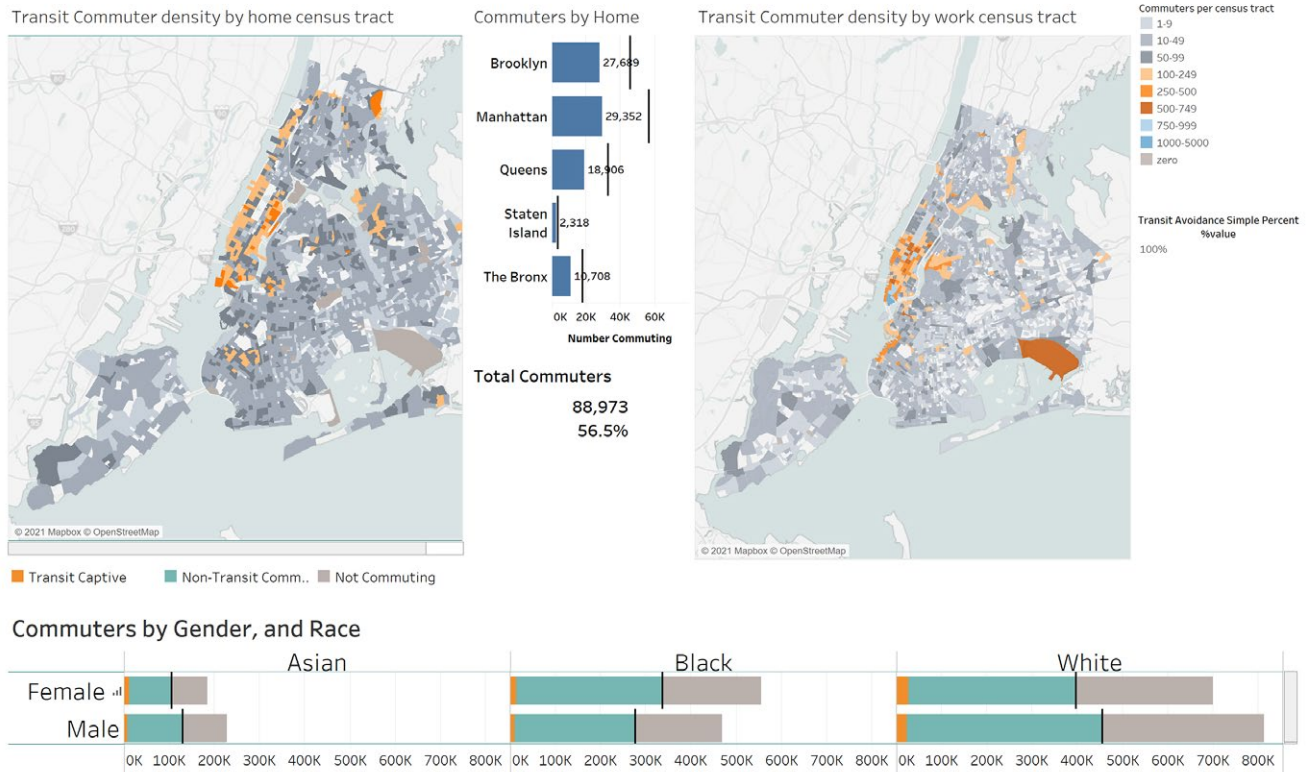 Transit Commuter density by home census tract
© 2021 Mapbox © OpenStreetMap
Commuters by Home
Brooklyn 27,689
Manhattan 29,352
Queens 18,906
Staten
Island 2,318
The Bronx 10,708
0K 20K 40K 60K
Number Commuting
Total Commuters
88,973
56.5%
Transit Commuter density by work census tract
© 2021 Mapbox © OpenStreetMap
Commuters per census tract
1-9
10-49
50-99
100-249
250-500
500-749
750-999
1000-5000
zero
Transit Avoidance Simple Percent
%value
100%
Transit Captive Non-Transit Comm.. Not Commuting
Commuters by Gender, and Race
Asian Black White
Female
Male
0K 100K 200K 300K 400K 500K 600K 700K 800K 0K 100K 200K 300K 400K 500K 600K 700K 800K 0K 100K 200K 300K 400K 500K 600K 700K 800K